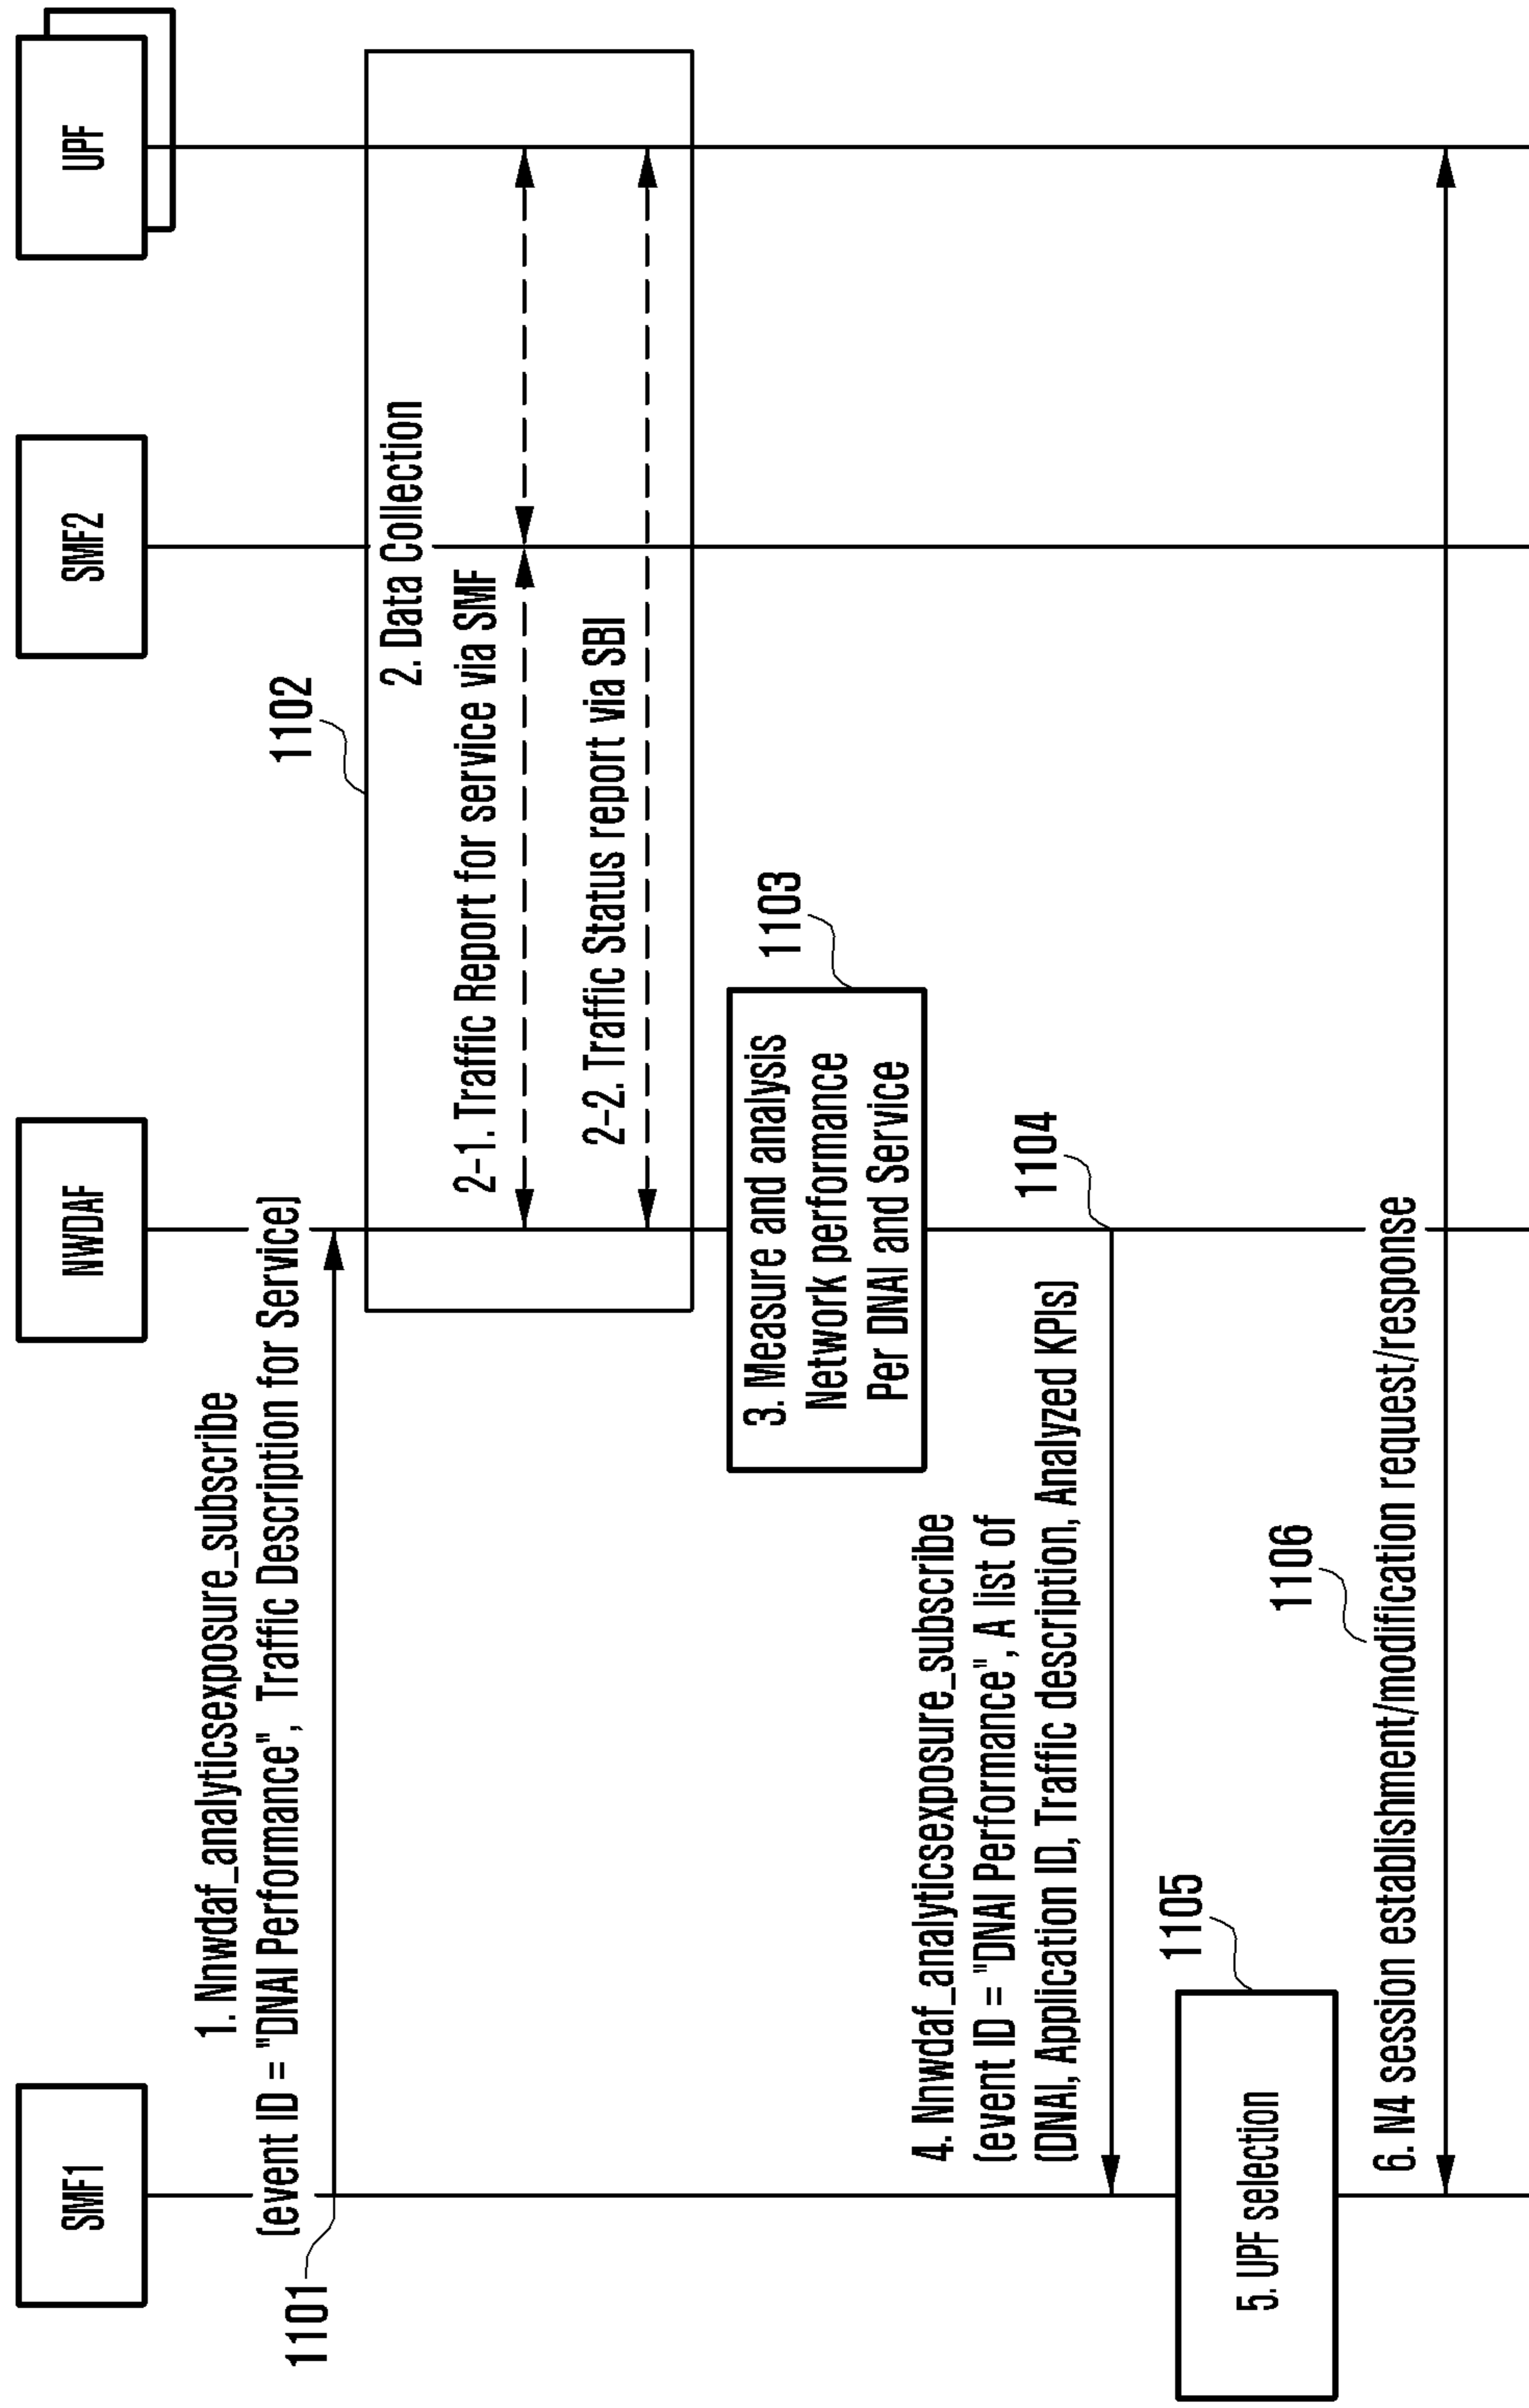 SMF1
NWDAF
SMF2
UPF
1101
1. Nnwdaf_analyticsexposure_subscribe
(event ID = "DNAI Performance", Traffic Description for Service)
1102
2. Data Collection
2-1. Traffic Report for service via SMF
2-2. Traffic Status report via SBI
3. Measure and analysis
Network performance
Per DNAI and Service
1103
4. Nnwdaf_analyticsexposure_subscribe
(event ID = "DNAI Performance", A list of
(DNAI, Application ID, Traffic description, Analyzed KPIs)
1104
5. UPF selection
1105
1106
6. N4 session establishment/modification request/response